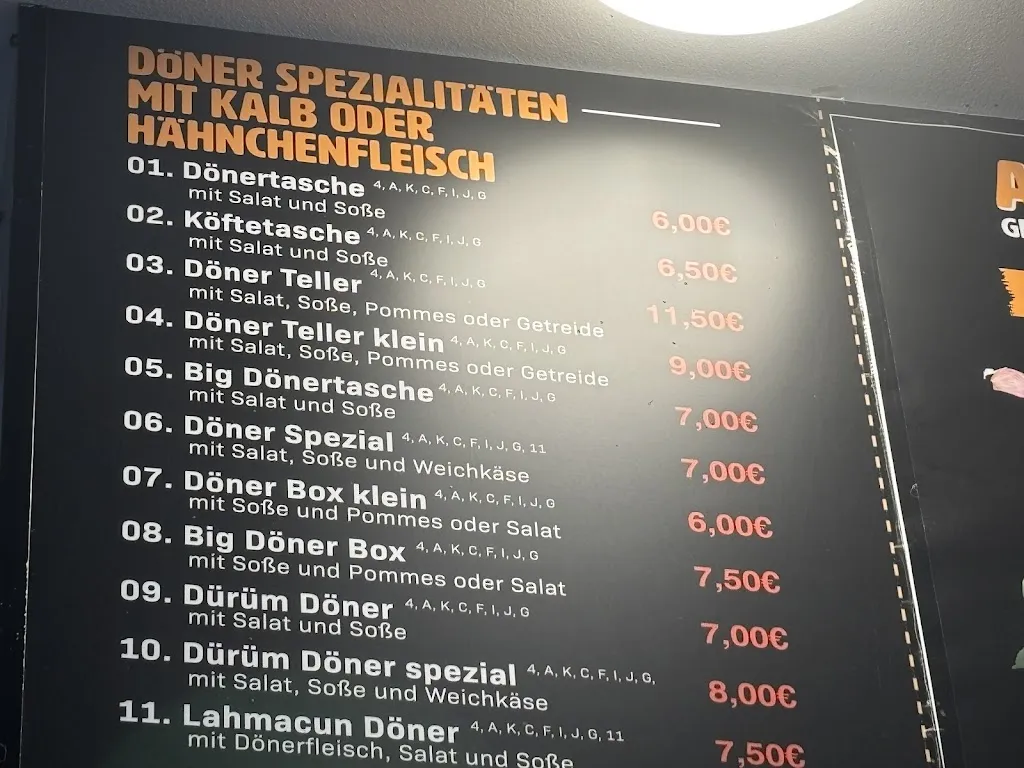 DÖNER SPEZIALITÄTEN
MIT KALB ODER
HÄHNCHENFLEISCH
01. Dönertasche 4, A, K, C, F, I, J, G 6,00€
mit Salat und Soße
02. Köftetasche 4, A, K, C, F, I, J, G 6,50€
mit Salat und Soße
03. Döner Teller 4, A, K, C, F, I, J, G 11,50€
mit Salat, Soße, Pommes oder Getreide
04. Döner Teller klein 4, A, K, C, F, I, J, G 9,00€
mit Salat, Soße, Pommes oder Getreide
05. Big Dönertasche 4, A, K, C, F, I, J, G 7,00€
mit Salat und Soße
06. Döner Spezial 4, A, K, C, F, I, J, G, 11 7,00€
mit Salat, Soße und Weichkäse
07. Döner Box klein 4, A, K, C, F, I, J, G 6,00€
mit Soße und Pommes oder Salat
08. Big Döner Box 4, A, K, C, F, I, J, G 7,50€
mit Soße und Pommes oder Salat
09. Dürüm Döner 4, A, K, C, F, I, J, G 7,00€
mit Salat und Soße
10. Dürüm Döner spezial 4, A, K, C, F, I, J, G, 8,00€
mit Salat, Soße und Weichkäse
11. Lahmacun Döner 4, A, K, C, F, I, J, G, 11 7,50€
mit Dönerfleisch, Salat und Soße